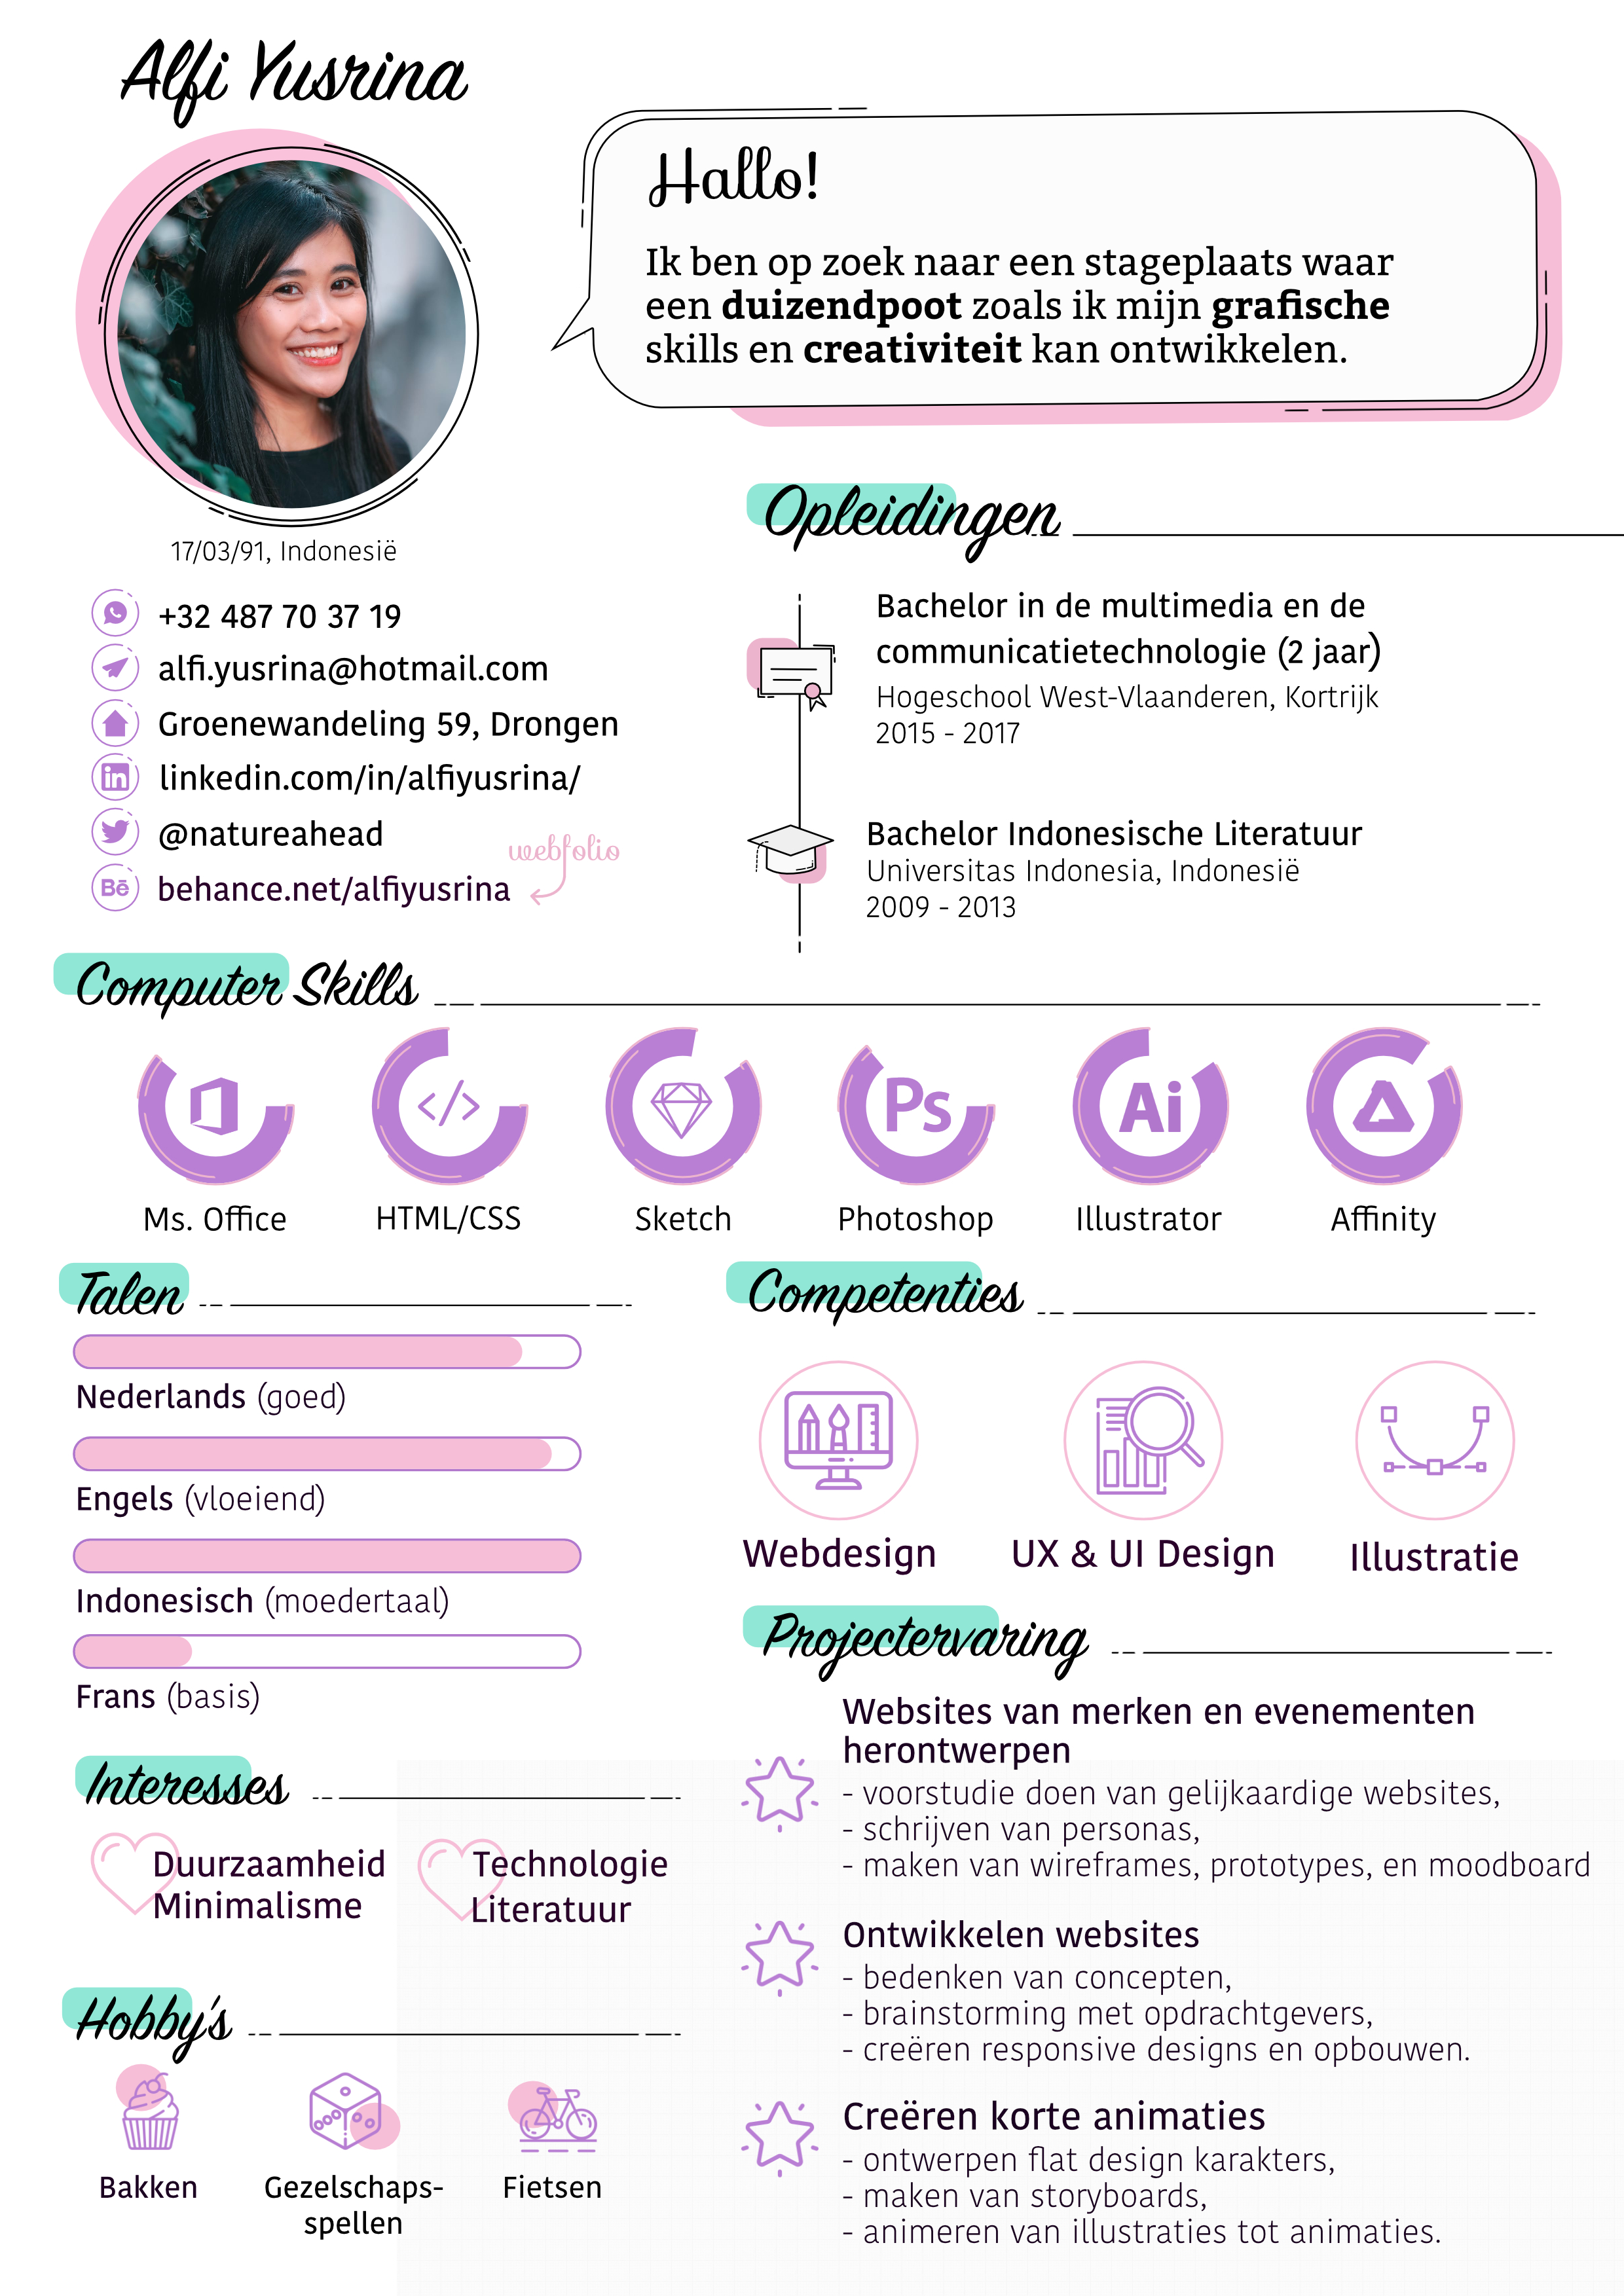 Alfi Yusrina
Hallo!
Ik ben op zoek naar een stageplaats waar
een duizendpoot zoals ik mijn grafische
skills en creativiteit kan ontwikkelen.
17/03/91, Indonesië
+32 487 70 37 19
alfi.yusrina@hotmail.com
Groenewandeling 59, Drongen
in
linkedin.com/in/alfiyusrina/
@natureahead
webfolio
Bē
behance.net/alfiyusrina
Opleidingen
Bachelor in de multimedia en de
communicatietechnologie (2 jaar)
Hogeschool West-Vlaanderen, Kortrijk
2015 - 2017
Bachelor Indonesische Literatuur
Universitas Indonesia, Indonesië
2009 - 2013
Computer Skills
</>
Ps
Ai
Ms. Office
HTML/CSS
Sketch
Photoshop
Illustrator
Affinity
Talen
Nederlands (goed)
Engels (vloeiend)
Indonesisch (moedertaal)
Frans (basis)
Competenties
Webdesign
UX & UI Design
Illustratie
Interesses
Duurzaamheid
Minimalisme
Technologie
Literatuur
Hobby's
Bakken
Gezelschaps-
spellen
Fietsen
Projectervaring
Websites van merken en evenementen
herontwerpen
- voorstudie doen van gelijkaardige websites,
- schrijven van personas,
- maken van wireframes, prototypes, en moodboard
Ontwikkelen websites
- bedenken van concepten,
- brainstorming met opdrachtgevers,
- creëren responsive designs en opbouwen.
Creëren korte animaties
- ontwerpen flat design karakters,
- maken van storyboards,
- animeren van illustraties tot animaties.